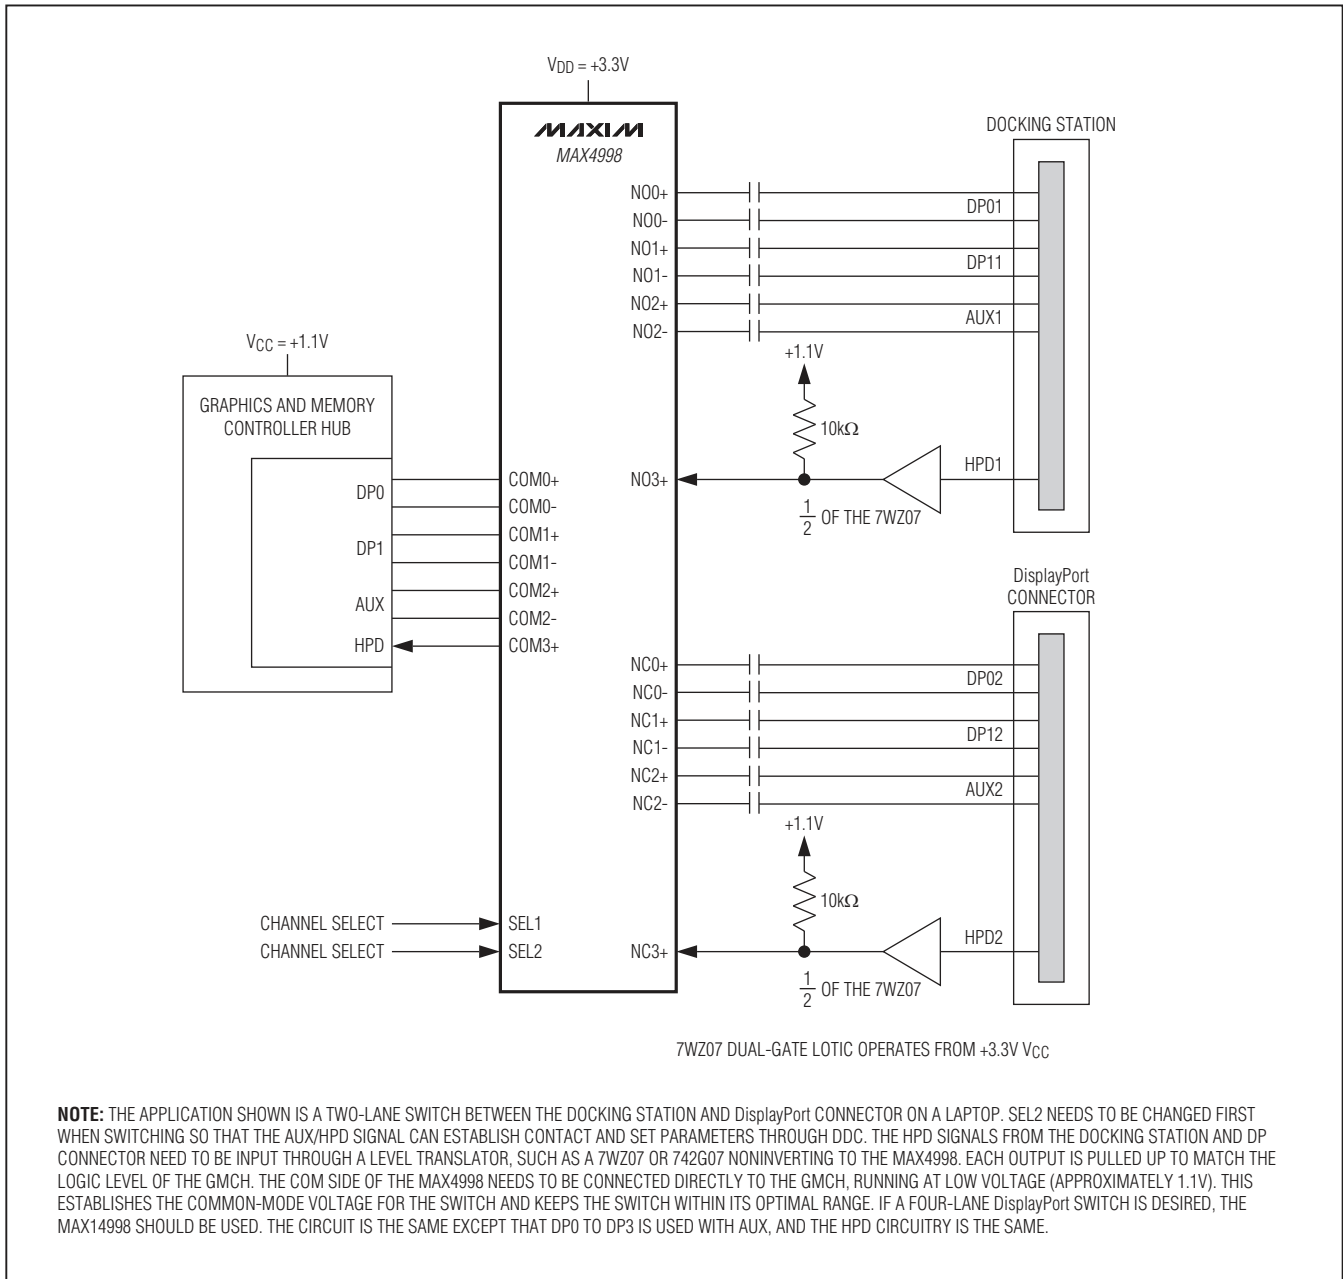 VDD = +3.3V
MAXIM
MAX4998
DOCKING STATION
NO0+
DP01
NO0-
NO1+
DP11
NO1-
NO2+
AUX1
NO2-
+1.1V
10kΩ
NO3+
HPD1
1/2 OF THE 7WZ07
VCC = +1.1V
GRAPHICS AND MEMORY
CONTROLLER HUB
DP0
DP1
AUX
HPD
COM0+
COM0-
COM1+
COM1-
COM2+
COM2-
COM3+
DisplayPort
CONNECTOR
NC0+
DP02
NC0-
NC1+
DP12
NC1-
NC2+
AUX2
NC2-
+1.1V
10kΩ
CHANNEL SELECT
SEL1
CHANNEL SELECT
SEL2
NC3+
HPD2
1/2 OF THE 7WZ07
7WZ07 DUAL-GATE LOTIC OPERATES FROM +3.3V VCC
NOTE: THE APPLICATION SHOWN IS A TWO-LANE SWITCH BETWEEN THE DOCKING STATION AND DisplayPort CONNECTOR ON A LAPTOP. SEL2 NEEDS TO BE CHANGED FIRST
WHEN SWITCHING SO THAT THE AUX/HPD SIGNAL CAN ESTABLISH CONTACT AND SET PARAMETERS THROUGH DDC. THE HPD SIGNALS FROM THE DOCKING STATION AND DP
CONNECTOR NEED TO BE INPUT THROUGH A LEVEL TRANSLATOR, SUCH AS A 7WZ07 OR 742G07 NONINVERTING TO THE MAX4998. EACH OUTPUT IS PULLED UP TO MATCH THE
LOGIC LEVEL OF THE GMCH. THE COM SIDE OF THE MAX4998 NEEDS TO BE CONNECTED DIRECTLY TO THE GMCH, RUNNING AT LOW VOLTAGE (APPROXIMATELY 1.1V). THIS
ESTABLISHES THE COMMON-MODE VOLTAGE FOR THE SWITCH AND KEEPS THE SWITCH WITHIN ITS OPTIMAL RANGE. IF A FOUR-LANE DisplayPort SWITCH IS DESIRED, THE
MAX14998 SHOULD BE USED. THE CIRCUIT IS THE SAME EXCEPT THAT DP0 TO DP3 IS USED WITH AUX, AND THE HPD CIRCUITRY IS THE SAME.